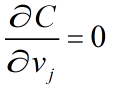 ∂C/∂v_j = 0